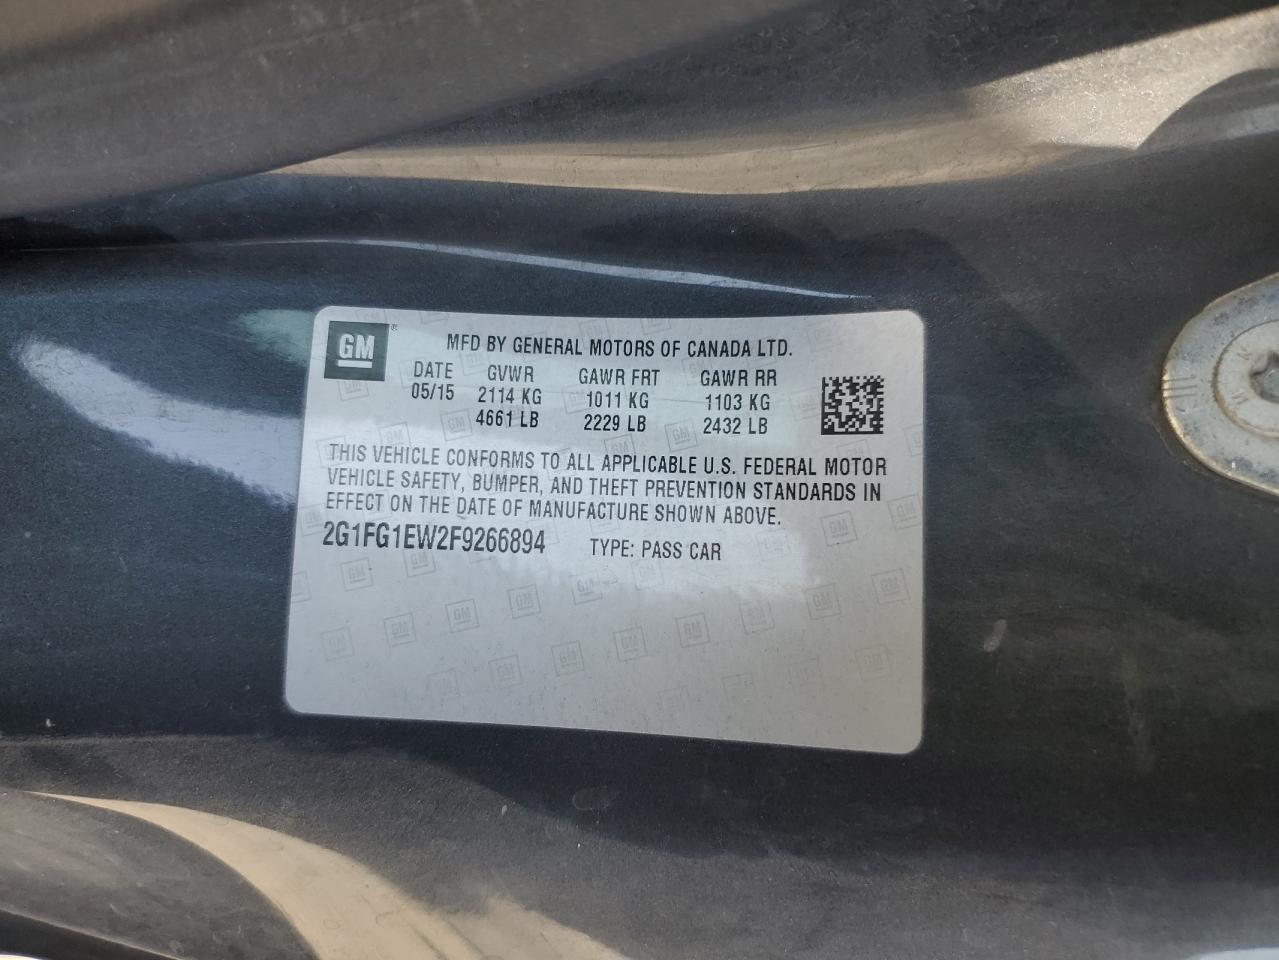 GM®
MFD BY GENERAL MOTORS OF CANADA LTD.
DATE GVWR GAWR FRT GAWR RR
05/15 2114 KG 1011 KG 1103 KG
4661 LB 2229 LB 2432 LB
THIS VEHICLE CONFORMS TO ALL APPLICABLE U.S. FEDERAL MOTOR
VEHICLE SAFETY, BUMPER, AND THEFT PREVENTION STANDARDS IN
EFFECT ON THE DATE OF MANUFACTURE SHOWN ABOVE.
2G1FG1EW2F9266894 TYPE: PASS CAR